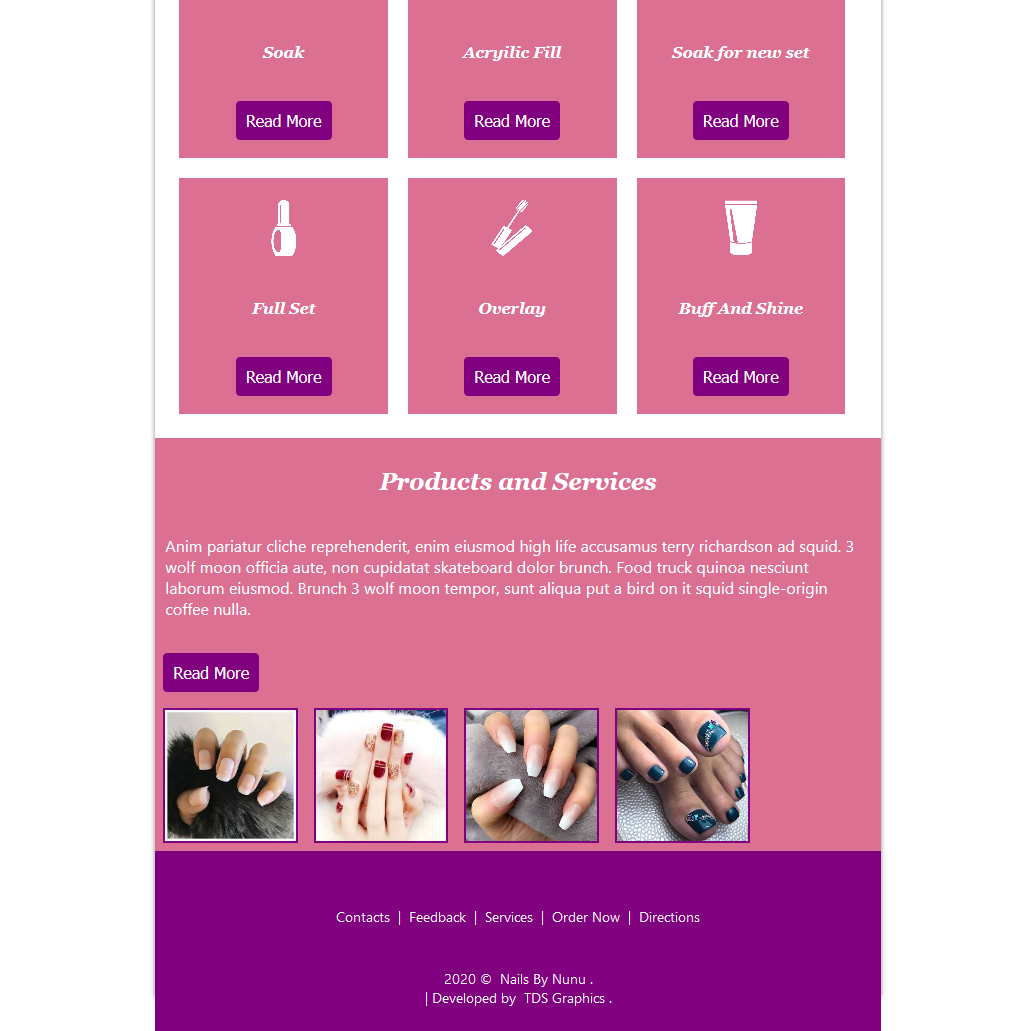 Soak Acryilic Fill Soak for new set
Read More Read More Read More
Full Set Overlay Buff And Shine
Read More Read More Read More
Products and Services
Anim pariatur cliche reprehenderit, enim eiusmod high life accusamus terry richardson ad squid. 3
wolf moon officia aute, non cupidatat skateboard dolor brunch. Food truck quinoa nesciunt
laborum eiusmod. Brunch 3 wolf moon tempor, sunt aliqua put a bird on it squid single-origin
coffee nulla.
Read More
Contacts | Feedback | Services | Order Now | Directions
2020 © Nails By Nunu .
| Developed by TDS Graphics .